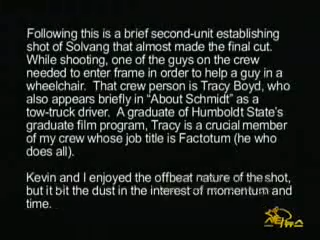 Following this is a brief second-unit establishing
shot of Solvang that almost made the final cut.
While shooting, one of the guys on the crew
needed to enter frame in order to help a guy in a
wheelchair.  That crew person is Tracy Boyd, who
also appears briefly in “About Schmidt” as a
tow-truck driver.  A graduate of Humboldt State’s
graduate film program, Tracy is a crucial member
of my crew whose job title is Factotum (he who
does all).
Kevin and I enjoyed the offbeat nature of the shot,
but it bit the dust in the interest of momentum and
time.
스타뉴스